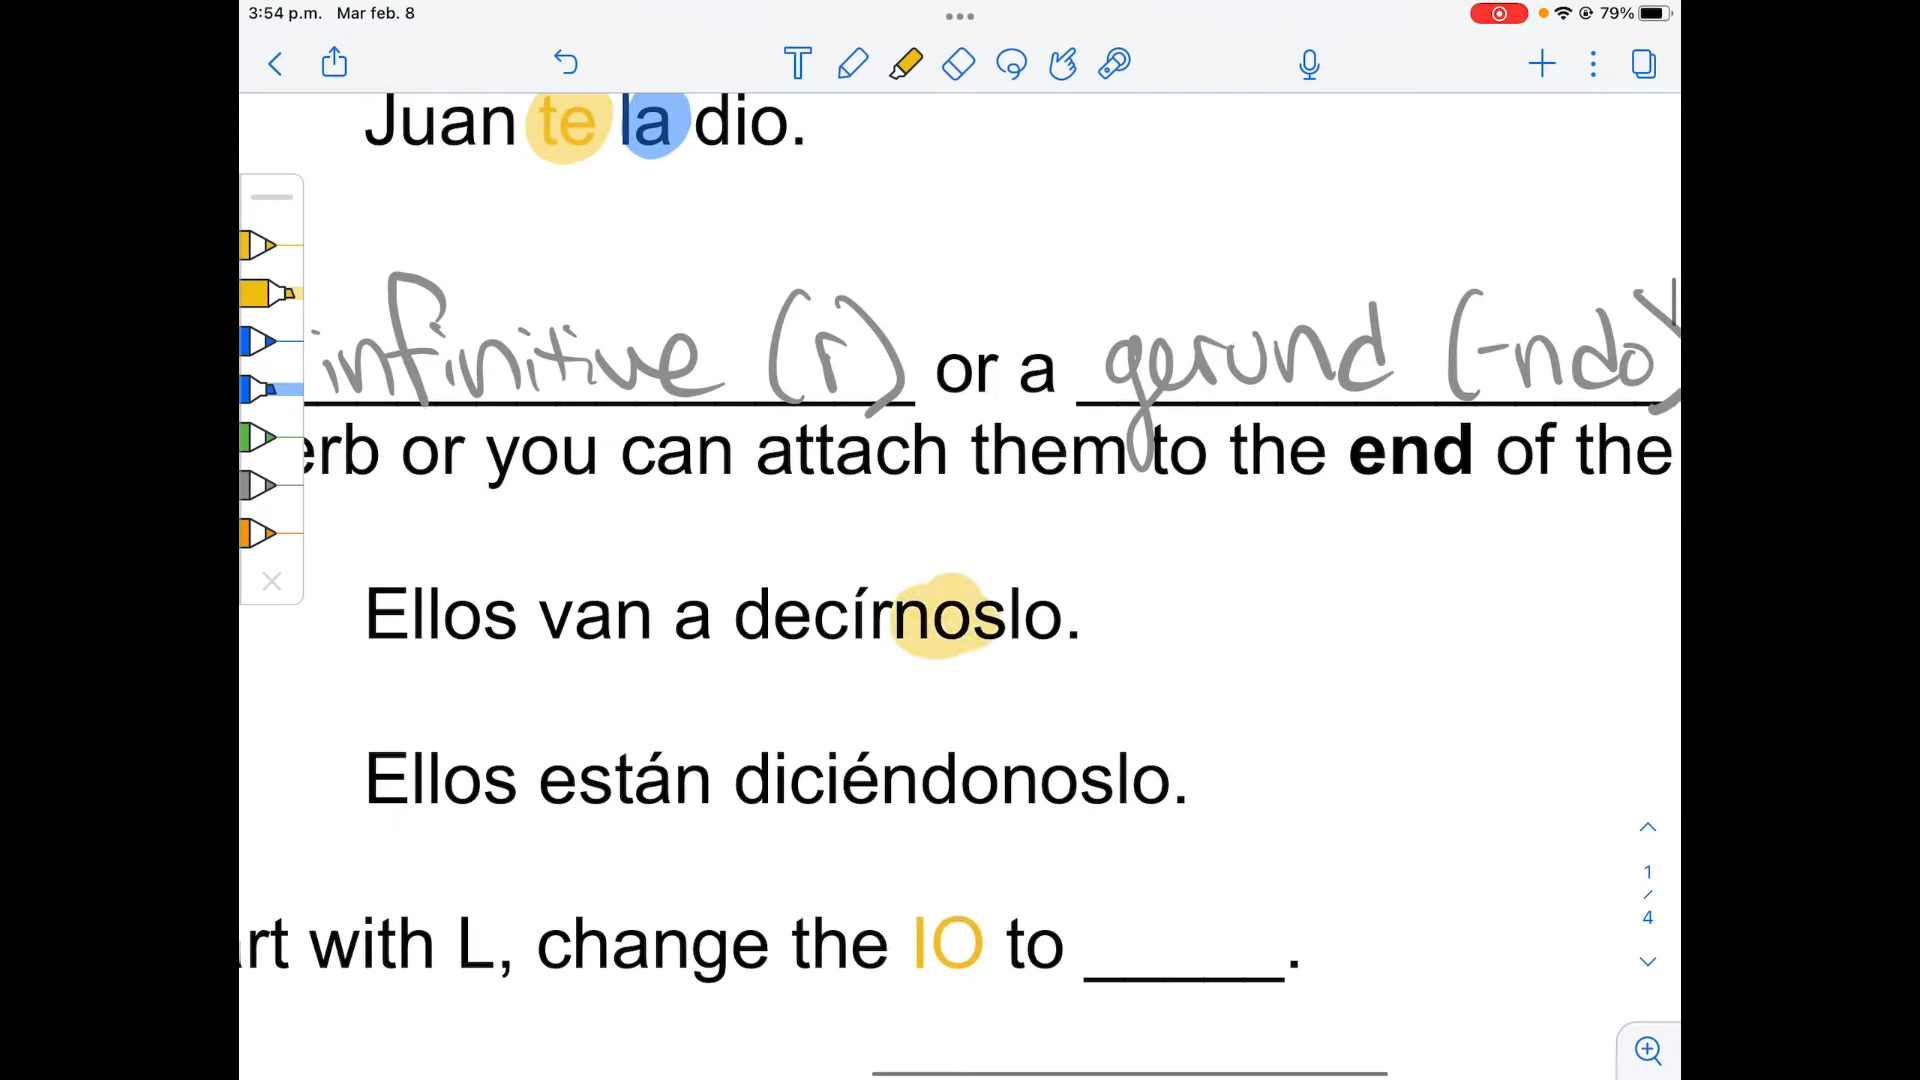 3:54 p.m. Mar feb. 8
79%
Juan te la dio.
infinitive (r) or a gerund (-ndo)
erb or you can attach them to the end of the
Ellos van a decírnoslo.
Ellos están diciéndonoslo.
1
/
4
art with L, change the IO to _____.